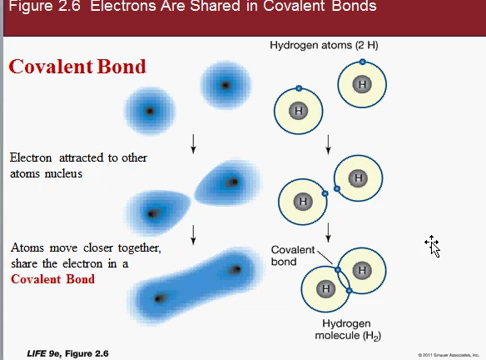 Figure 2.6 Electrons Are Shared in Covalent Bonds
Hydrogen atoms (2 H)
Covalent Bond
H
H
Electron attracted to other
atoms nucleus
H
H
Atoms move closer together,
share the electron in a
Covalent Bond
Covalent
bond
H
H
Hydrogen
molecule (H₂)
LIFE 9e, Figure 2.6
© 2011 Sinauer Associates, Inc.